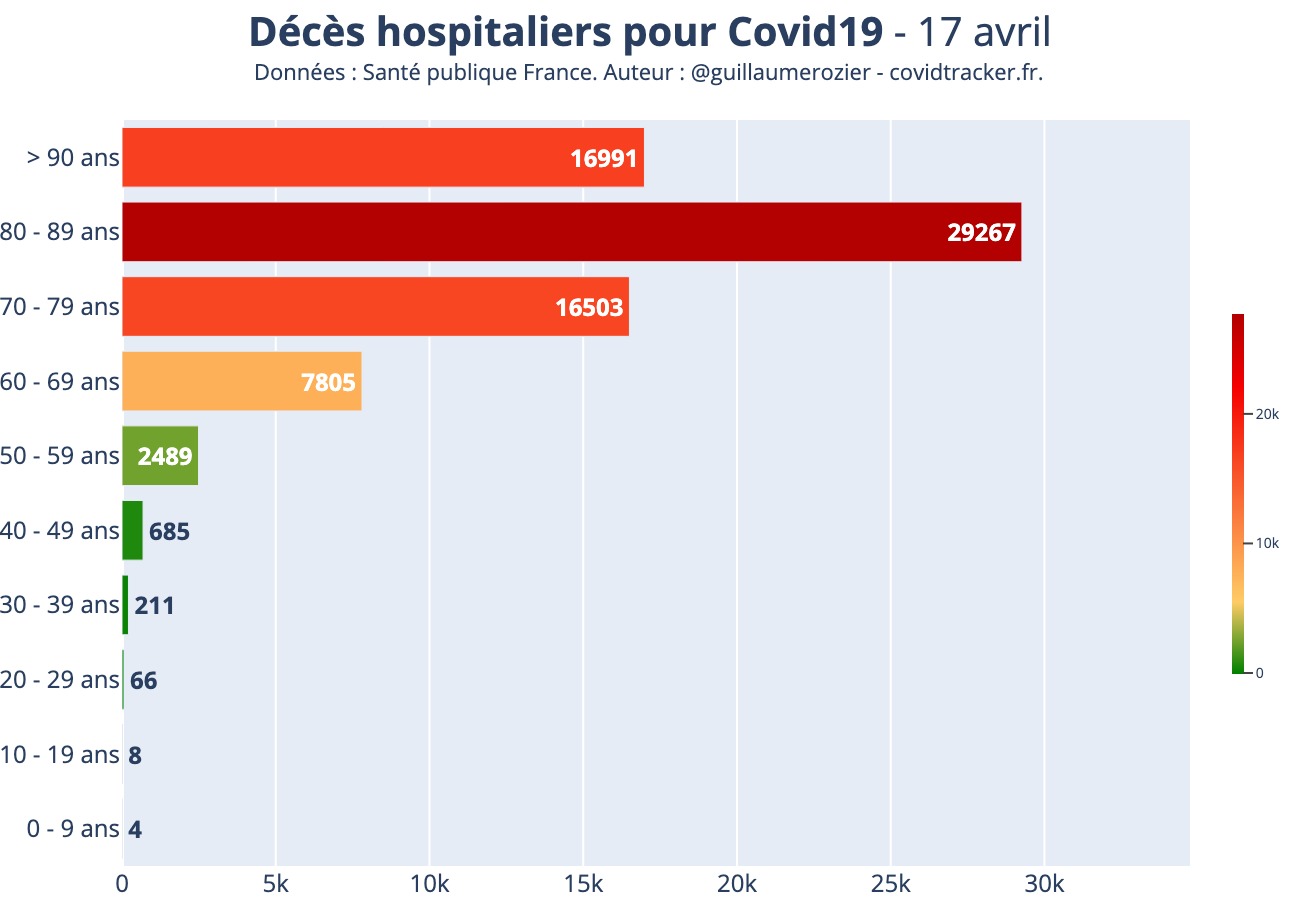 Décès hospitaliers pour Covid19 - 17 avril
Données : Santé publique France. Auteur : @guillaumerozier - covidtracker.fr.
> 90 ans 16991
80 - 89 ans 29267
70 - 79 ans 16503
60 - 69 ans 7805
50 - 59 ans 2489
40 - 49 ans 685
30 - 39 ans 211
20 - 29 ans 66
10 - 19 ans 8
0 - 9 ans 4
0 5k 10k 15k 20k 25k 30k
20k
10k
0